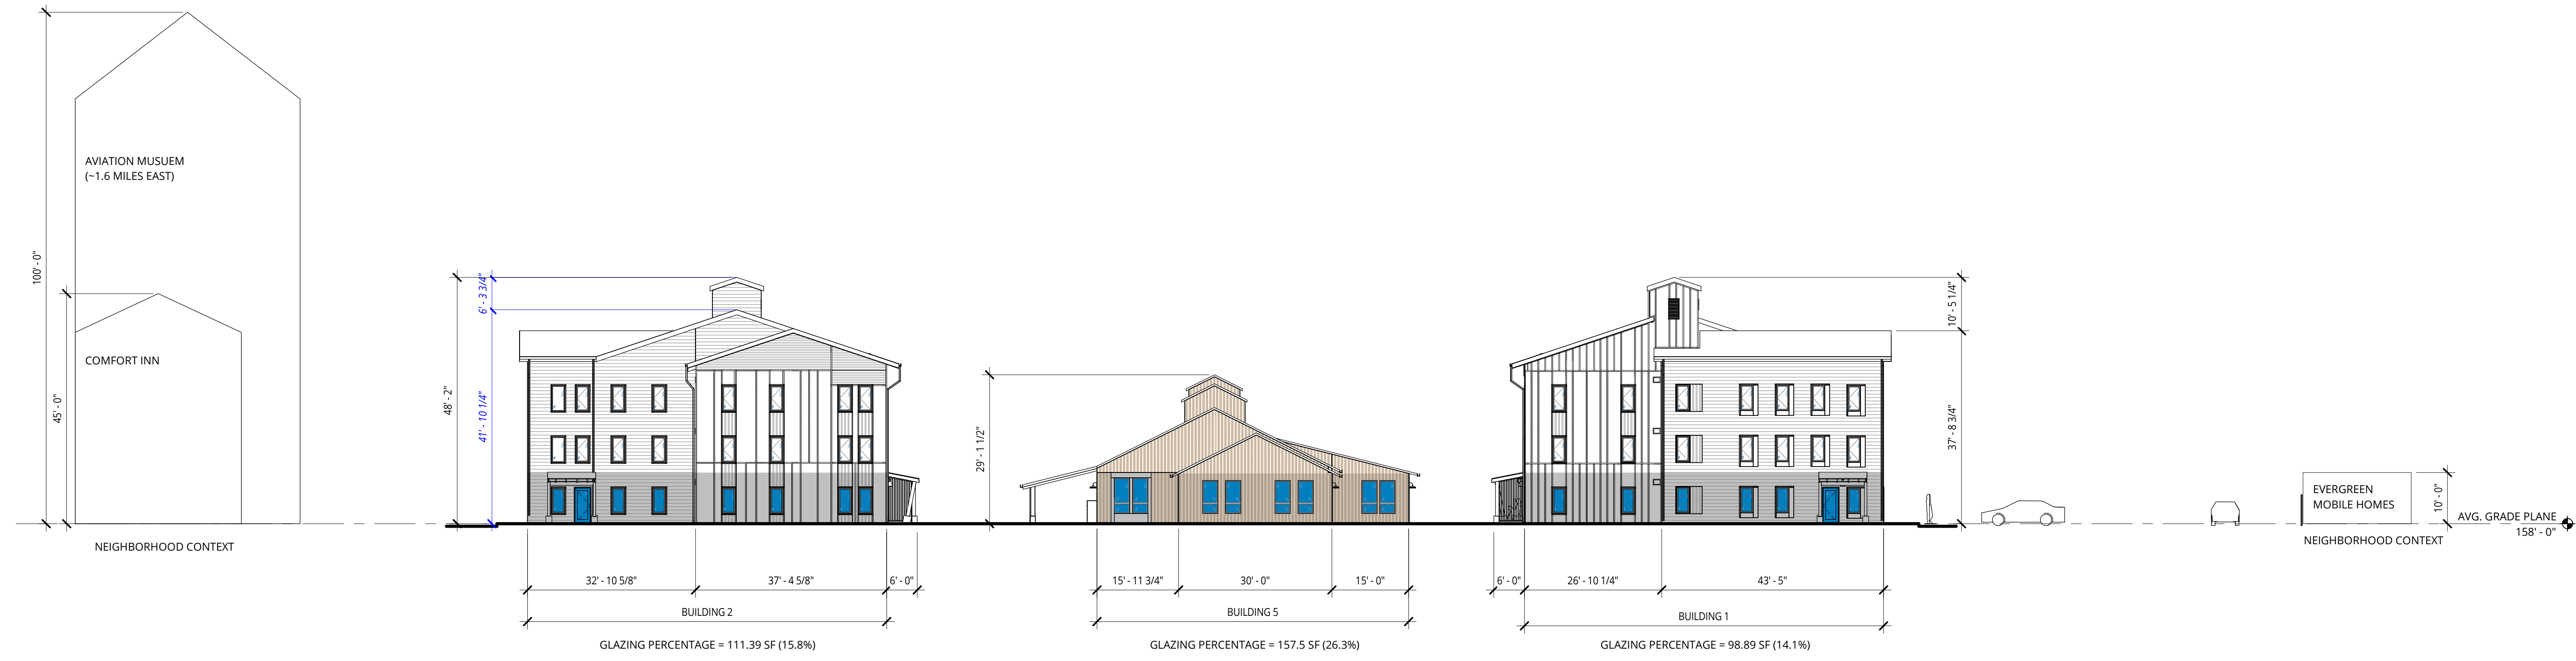 100' - 0"
AVIATION MUSUEM
(~1.6 MILES EAST)
45' - 0"
COMFORT INN
NEIGHBORHOOD CONTEXT
48' - 2"
6' - 3 3/4"
41' - 10 1/4"
32' - 10 5/8"
37' - 4 5/8"
6' - 0"
BUILDING 2
GLAZING PERCENTAGE = 111.39 SF (15.8%)
29' - 1 1/2"
15' - 11 3/4"
30' - 0"
15' - 0"
BUILDING 5
GLAZING PERCENTAGE = 157.5 SF (26.3%)
6' - 0"
26' - 10 1/4"
43' - 5"
BUILDING 1
GLAZING PERCENTAGE = 98.89 SF (14.1%)
10' - 5 1/4"
37' - 8 3/4"
EVERGREEN
MOBILE HOMES
10' - 0"
AVG. GRADE PLANE
158' - 0"
NEIGHBORHOOD CONTEXT